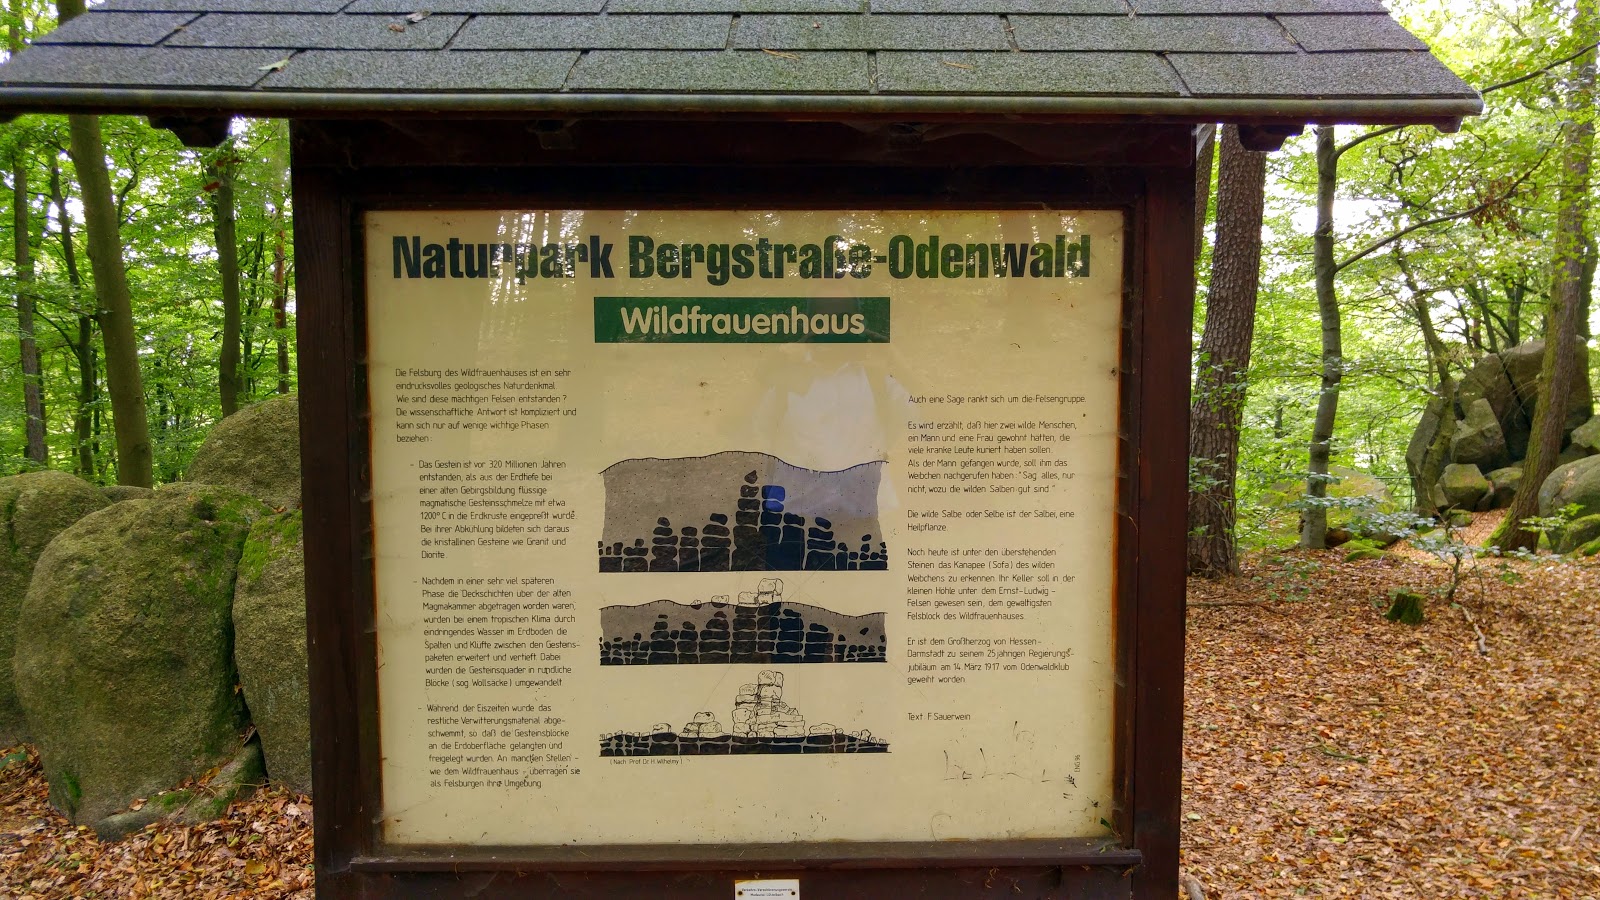 Naturpark Bergstraße-Odenwald
Wildfrauenhaus
Die Felsburg des Wildfrauenhauses ist ein sehr
eindrucksvolles geologisches Naturdenkmal.
Wie sind diese mächtigen Felsen entstanden?
Die wissenschaftliche Antwort ist kompliziert und
kann sich nur auf wenige wichtige Phasen
beziehen:
- Das Gestein ist vor 320 Millionen Jahren
entstanden, als aus der Erdtiefe bei
einer alten Gebirgsbildung flüssige
magmatische Gesteinsschmelze mit etwa
1200° C in die Erdkruste eingepreßt wurde.
Bei ihrer Abkühlung bildeten sich daraus
die kristallinen Gesteine wie Granit und
Diorite.
- Nachdem in einer sehr viel späteren
Phase die Deckschichten über der alten
Magmakammer abgetragen worden waren,
wurden bei einem tropischen Klima durch
eindringendes Wasser im Erdboden die
Spalten und Klüfte zwischen den Gesteins-
paketen erweitert und vertieft. Dabei
wurden die Gesteinsquader in rundliche
Blöcke (sog. Wollsäcke) umgewandelt.
- Während der Eiszeiten wurde das
restliche Verwitterungsmaterial abge-
schwemmt, so daß die Gesteinsblöcke
an die Erdoberfläche gelangten und
freigelegt wurden. An manchen Stellen -
wie dem Wildfrauenhaus - überragen sie
als Felsburgen ihre Umgebung.
(Nach Prof. Dr. H. Wilhelmy)
Auch eine Sage rankt sich um die Felsengruppe.
Es wird erzählt, daß hier zwei wilde Menschen,
ein Mann und eine Frau gewohnt hatten, die
viele kranke Leute kuriert haben sollen.
Als der Mann gefangen wurde, soll ihm das
Weibchen nachgerufen haben: "Sag alles, nur
nicht, wozu die wilden Salben gut sind."
Die wilde Salbe oder Selbe ist der Salbei, eine
Heilpflanze.
Noch heute ist unter den überstehenden
Steinen das Kanapee (Sofa) des wilden
Weibchens zu erkennen. Ihr Keller soll in der
kleinen Höhle unter dem Ernst-Ludwig -
Felsen gewesen sein, dem gewaltigsten
Felsblock des Wildfrauenhauses.
Er ist dem Großherzog von Hessen-
Darmstadt zu seinem 25jährigen Regierungs-
jubiläum am 14. März 1917 vom Odenwaldklub
geweiht worden.
Text: F. Sauerwein